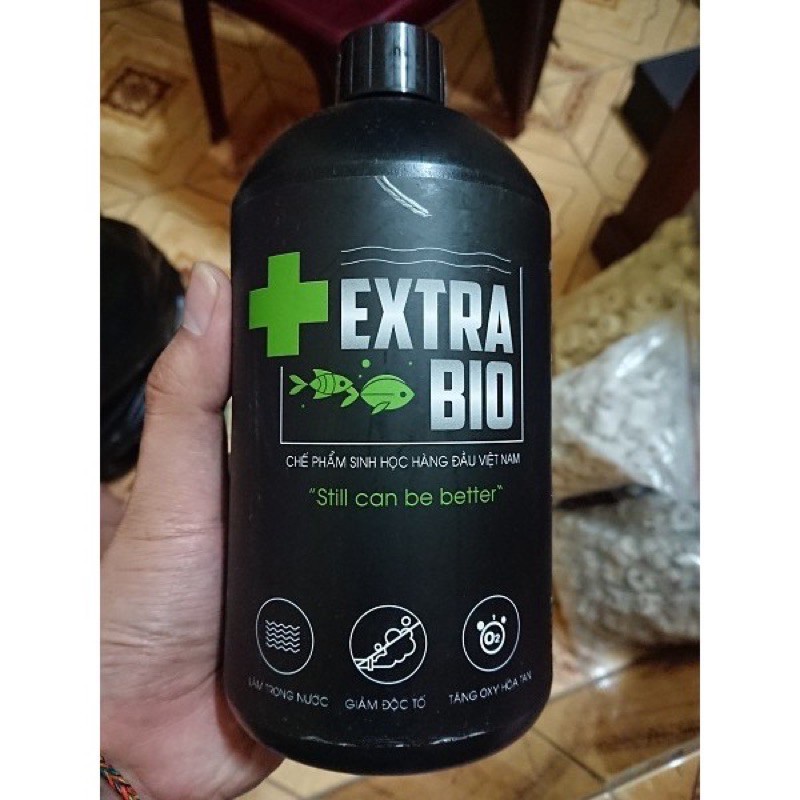 EXTRA
BIO
CHẾ PHẨM SINH HỌC HÀNG ĐẦU VIỆT NAM
"Still can be better"
O2
LÀM TRONG NƯỚC
GIẢM ĐỘC TỐ
TĂNG OXY HÒA TAN